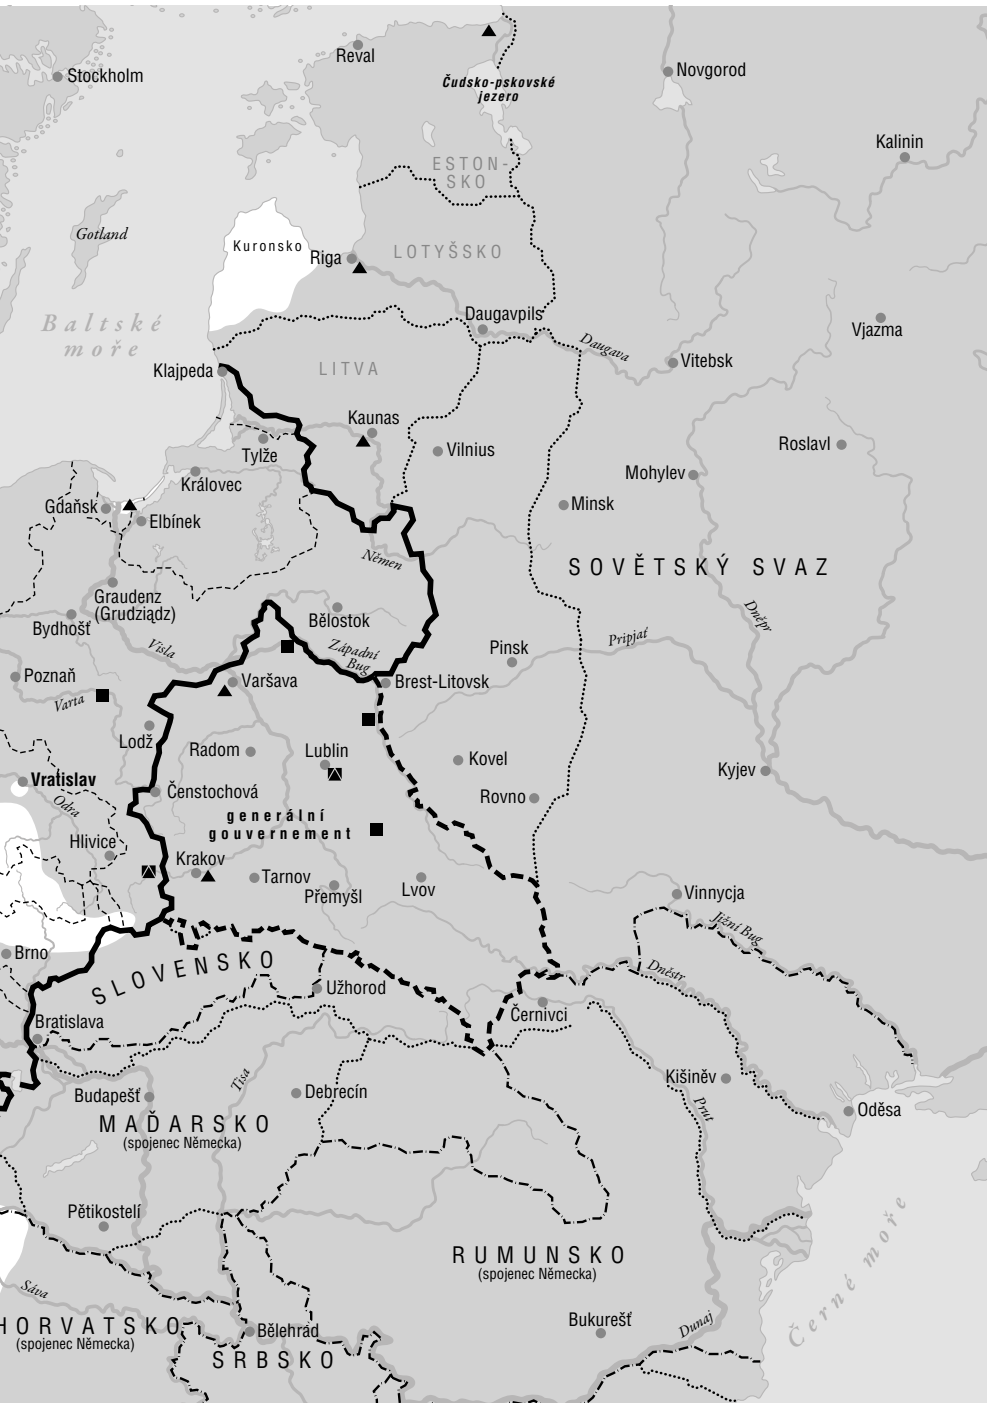 Reval
Stockholm
Novgorod
Čudsko-pskovské
jezero
Kalinin
ESTON-
SKO
Gotland
Kuronsko
Riga
LOTYŠSKO
Baltské
moře
Daugavpils
Daugava
Vjazma
Vitebsk
Klajpeda
LITVA
Kaunas
Tylže
Vilnius
Roslavl
Královec
Mohylev
Gdaňsk
Elbínek
Minsk
Němen
SOVĚTSKÝ SVAZ
Graudenz
(Grudziądz)
Bydhošť
Bělostok
Dněpr
Visla
Západní
Bug
Pinsk
Pripjať
Poznaň
Varšava
Brest-Litovsk
Varta
Lodž
Radom
Lublin
Kovel
Kyjev
Vratislav
Čenstochová
Rovno
Odra
generální
gouvernement
Hlivice
Krakov
Tarnov
Přemyšl
Lvov
Vinnycja
Jižní Bug
Brno
SLOVENSKO
Dněstr
Užhorod
Černivci
Bratislava
Tisa
Kišiněv
Budapešť
Debrecín
Prut
Oděsa
MAĎARSKO
(spojenec Německa)
Pětikostelí
Černé moře
RUMUNSKO
(spojenec Německa)
Sáva
Bukurešť
Dunaj
HORVATSKO
(spojenec Německa)
Bělehrád
SRBSKO